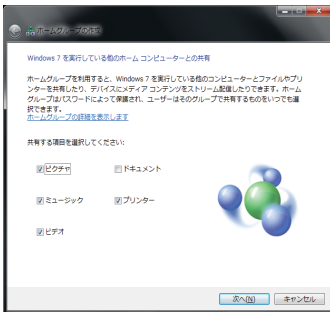 ホームグループの作成
Windows 7 を実行している他のホーム コンピューターとの共有
ホームグループを利用すると、Windows 7 を実行している他のコンピューターとファイルやプリ
ンターを共有したり、デバイスにメディア コンテンツをストリーム配信したりできます。ホーム
グループはパスワードによって保護され、ユーザーはそのグループで共有するものをいつでも選
択できます。
ホームグループの詳細を表示します
共有する項目を選択してください:
ピクチャ ドキュメント
ミュージック プリンター
ビデオ
次へ(N) キャンセル